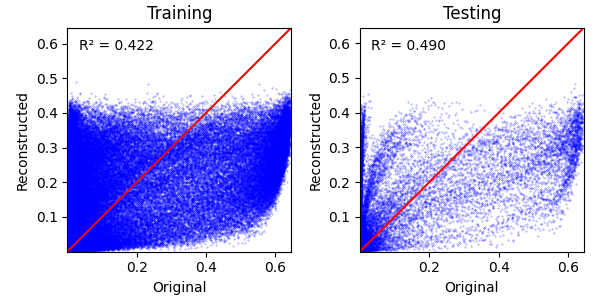 Training
R² = 0.422
Reconstructed
0.6
0.5
0.4
0.3
0.2
0.1
0.2
0.4
0.6
Original
Testing
R² = 0.490
Reconstructed
0.6
0.5
0.4
0.3
0.2
0.1
0.2
0.4
0.6
Original